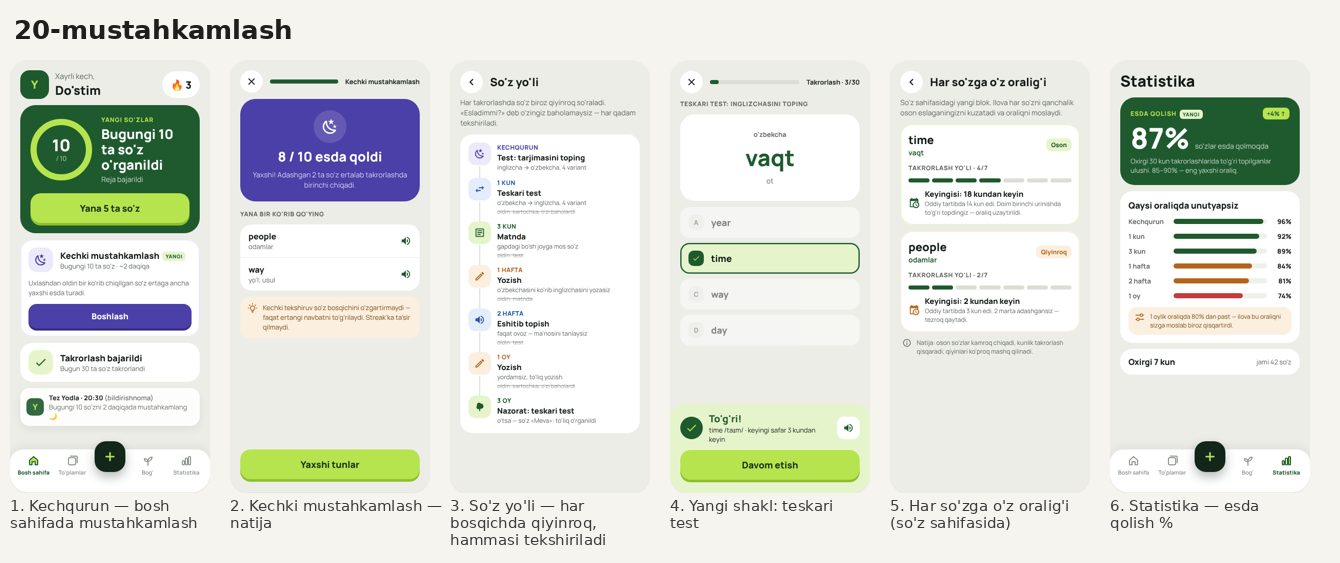 20-mustahkamlash
Y
Xayrli kech,
Do'stim
🔥 3
10
/ 10
YANGI SO'ZLAR
Bugungi 10
ta so'z
o'rganildi
Reja bajarildi
Yana 5 ta so'z
Kechki mustahkamlash YANGI
Bugungi 10 ta so'z · ~2 daqiqa
Uxlashdan oldin bir ko'rib chiqilgan so'z ertaga ancha
yaxshi esda turadi.
Boshlash
Takrorlash bajarildi
Bugun 30 ta so'z takrorlandi
Y
Tez Yodla · 20:30 (bildirishnoma)
Bugungi 10 so'zni 2 daqiqada mustahkamlang
🌙
+
Bosh sahifa
To'plamlar
Bog'
Statistika
1. Kechqurun — bosh
sahifada mustahkamlash
Kechki mustahkamlash
8 / 10 esda qoldi
Yaxshi! Adashgan 2 ta so'z ertalab takrorlashda
birinchi chiqadi.
YANA BIR KO'RIB QO'YING
people
odamlar
way
yo'l; usul
Kechki tekshiruv so'z bosqichini o'zgartirmaydi —
faqat ertangi navbatni to'g'rilaydi. Streak'ka ta'sir
qilmaydi.
Yaxshi tunlar
2. Kechki mustahkamlash —
natija
So'z yo'li
Har takrorlashda so'z biroz qiyinroq so'raladi.
«Esladimmi?» deb o'zingiz baholamaysiz — har qadam
tekshiriladi.
KECHQURUN
Test: tarjimasini toping
inglizcha → o'zbekcha, 4 variant
1 KUN
Teskari test
o'zbekcha → inglizcha, 4 variant
oldin: kartochka, o'zi baholardi
3 KUN
Matnda
gapdagi bo'sh joyga mos so'z
oldin: test
1 HAFTA
Yozish
o'zbekchasini ko'rib inglizchasini yozasiz
oldin: matnda
2 HAFTA
Eshitib topish
faqat ovoz — ma'nosini tanlaysiz
oldin: test
1 OY
Yozish
yordamsiz, to'liq yozish
oldin: kartochka, o'zi baholardi
3 OY
Nazorat: teskari test
o'tsa — so'z «Meva»: to'liq o'rganildi
3. So'z yo'li — har
bosqichda qiyinroq,
hammasi tekshiriladi
Takrorlash · 3/30
TESKARI TEST: INGLIZCHASINI TOPING
o'zbekcha
vaqt
ot
A year
time
C way
D day
To'g'ri!
time /taɪm/ · keyingi safar 3 kundan
keyin
Davom etish
4. Yangi shakl: teskari
test
Har so'zga o'z oralig'i
So'z sahifasidagi yangi blok. Ilova har so'zni qanchalik
oson eslaganingizni kuzatadi va oraliqni moslaydi.
time
vaqt
Oson
TAKRORLASH YO'LI · 4/7
Keyingisi: 18 kundan keyin
Oddiy tartibda 14 kun edi. Doim birinchi urinishda
to'g'ri topdingiz — oraliq uzaytirildi.
people
odamlar
Qiyinroq
TAKRORLASH YO'LI · 2/7
Keyingisi: 2 kundan keyin
Oddiy tartibda 3 kun edi. 2 marta adashgansiz —
tezroq qaytadi.
Natija: oson so'zlar kamroq chiqadi, kunlik takrorlash
qisqaradi; qiyinlari ko'proq mashq qilinadi.
5. Har so'zga o'z oralig'i
(so'z sahifasida)
Statistika
ESDA QOLISH YANGI
+4% ↑
87% so'zlar esda qolmoqda
Oxirgi 30 kun takrorlashlarida to'g'ri topilganlar
ulushi. 85–90% — eng yaxshi oraliq.
Qaysi oraliqda unutyapsiz
Kechqurun 96%
1 kun 92%
3 kun 89%
1 hafta 84%
2 hafta 81%
1 oy 74%
1 oylik oraliqda 80% dan past — ilova bu oraliqni
sizga moslab biroz qisqartirdi.
Oxirgi 7 kun
jami 42 so'z
+
Bosh sahifa
To'plamlar
Bog'
Statistika
6. Statistika — esda
qolish %